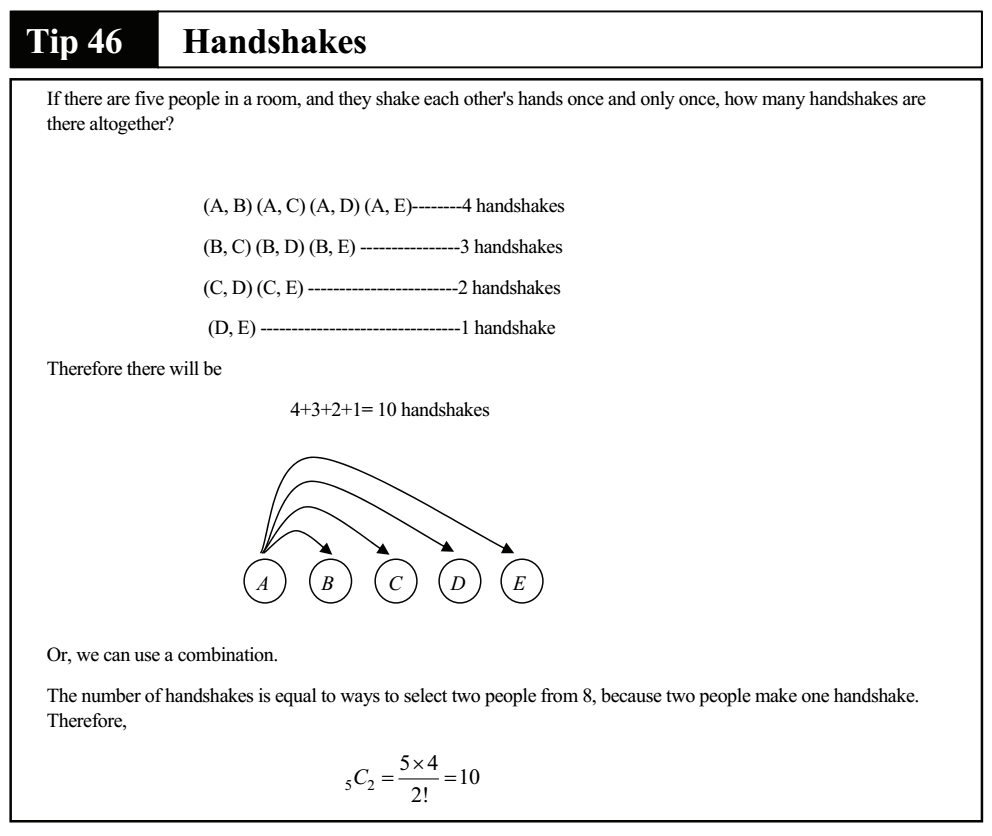 Tip 46 Handshakes
If there are five people in a room, and they shake each other's hands once and only once, how many handshakes are
there altogether?
(A, B) (A, C) (A, D) (A, E)--------4 handshakes
(B, C) (B, D) (B, E) ----------------3 handshakes
(C, D) (C, E) ------------------------2 handshakes
(D, E) --------------------------------1 handshake
Therefore there will be
4+3+2+1= 10 handshakes
A B C D E
Or, we can use a combination.
The number of handshakes is equal to ways to select two people from 8, because two people make one handshake.
Therefore,
₅C₂ = 5 × 4 / 2! = 10